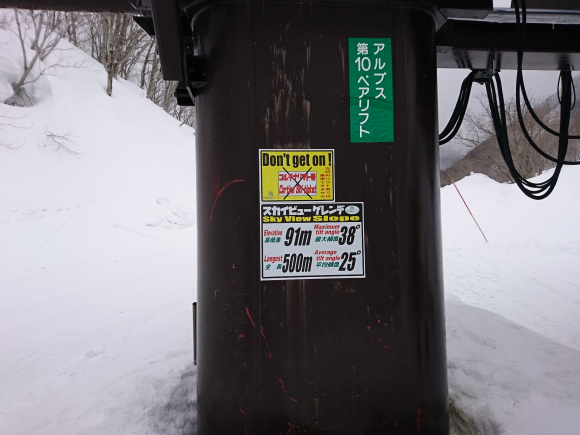 アルプス
第10ペアリフト
Don't get on !
スカイビューゲレンデ
Sky View Slope
Elevation
高低差
91m
Maximum
tilt angle
最大傾斜
38°
Longest
全長
500m
Average
tilt angle
平均傾斜
25°